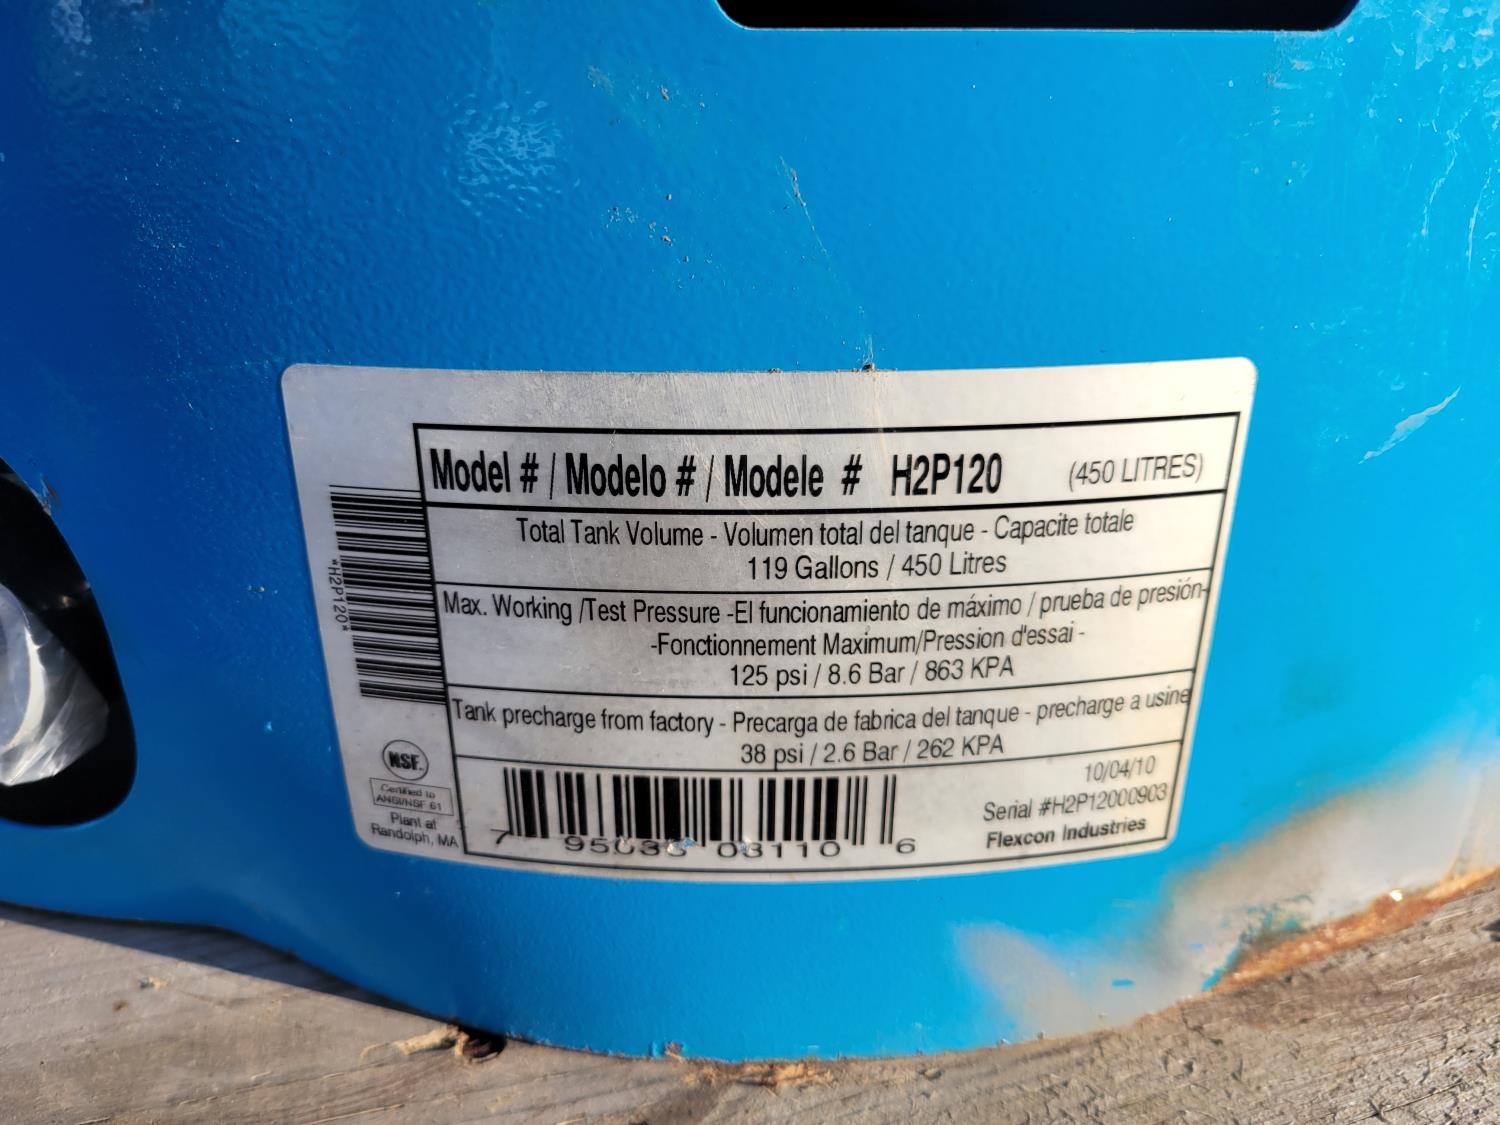 Model # / Modelo # / Modele # H2P120 (450 LITRES)
Total Tank Volume - Volumen total del tanque - Capacite totale
119 Gallons / 450 Litres
Max. Working /Test Pressure -El funcionamiento de máximo / prueba de presión-
-Fonctionnement Maximum/Pression d'essai -
125 psi / 8.6 Bar / 863 KPA
Tank precharge from factory - Precarga de fabrica del tanque - precharge a usine
38 psi / 2.6 Bar / 262 KPA
*H2P120*
NSF.
Certified to
ANSI/NSF 61
Plant at
Randolph, MA
7 03110 6
10/04/10
Serial #H2P12000903
Flexcon Industries